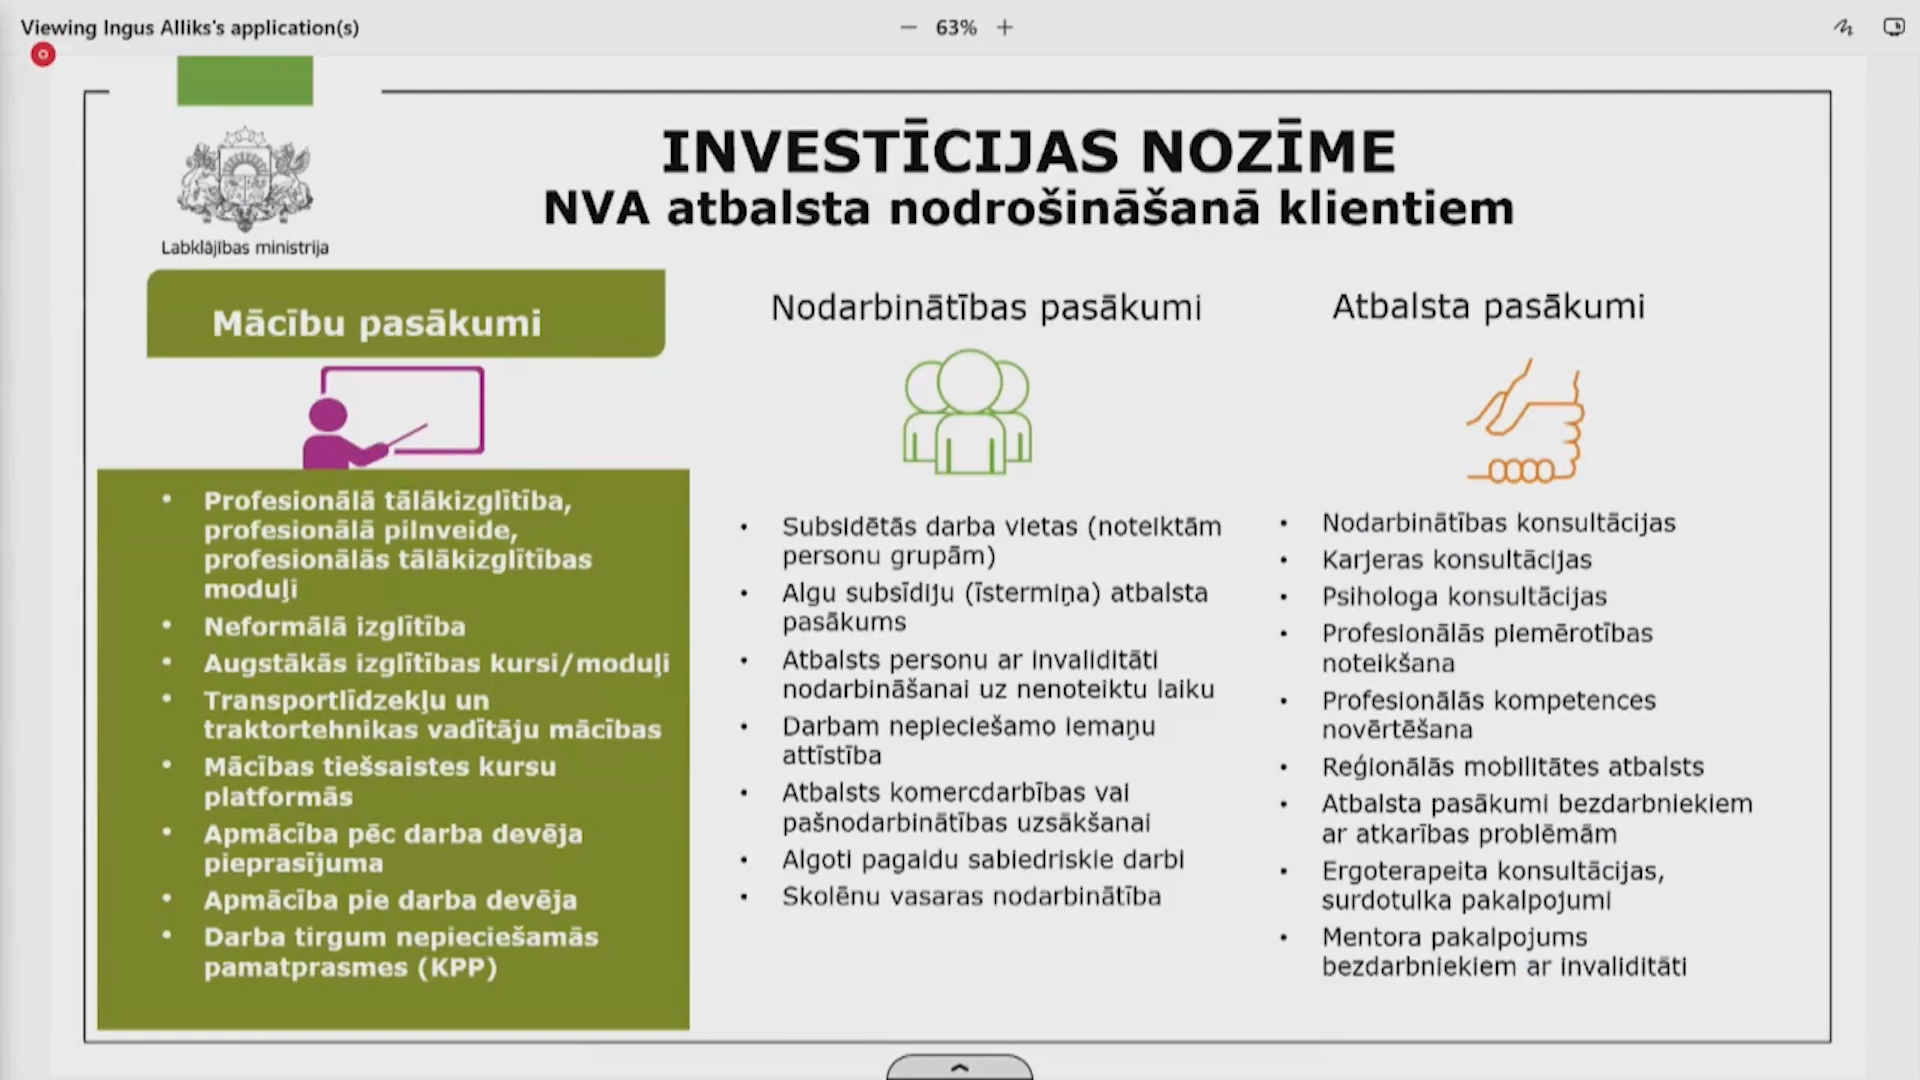 Viewing Ingus Alliks's application(s)
63%
Labklājības ministrija
INVESTĪCIJAS NOZĪME
NVA atbalsta nodrošināšanā klientiem
Mācību pasākumi
• Profesionālā tālākizglītība,
profesionālā pilnveide,
profesionālās tālākizglītības
moduļi
• Neformālā izglītība
• Augstākās izglītības kursi/moduļi
• Transportlīdzekļu un
traktortehnikas vadītāju mācības
• Mācības tiešsaistes kursu
platformās
• Apmācība pēc darba devēja
pieprasījuma
• Apmācība pie darba devēja
• Darba tirgum nepieciešamās
pamatprasmes (KPP)
Nodarbinātības pasākumi
• Subsidētās darba vietas (noteiktām
personu grupām)
• Algu subsīdiju (īstermiņa) atbalsta
pasākums
• Atbalsts personu ar invaliditāti
nodarbināšanai uz nenoteiktu laiku
• Darbam nepieciešamo iemaņu
attīstība
• Atbalsts komercdarbības vai
pašnodarbinātības uzsākšanai
• Algoti pagaidu sabiedriskie darbi
• Skolēnu vasaras nodarbinātība
Atbalsta pasākumi
• Nodarbinātības konsultācijas
• Karjeras konsultācijas
• Psihologa konsultācijas
• Profesionālās piemērotības
noteikšana
• Profesionālās kompetences
novērtēšana
• Reģionālās mobilitātes atbalsts
• Atbalsta pasākumi bezdarbniekiem
ar atkarības problēmām
• Ergoterapeita konsultācijas,
surdotulka pakalpojumi
• Mentora pakalpojums
bezdarbniekiem ar invaliditāti